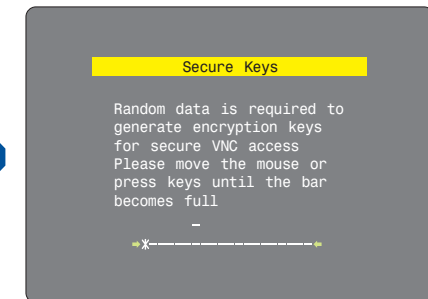 Secure Keys
Random data is required to
generate encryption keys
for secure VNC access
Please move the mouse or
press keys until the bar
becomes full